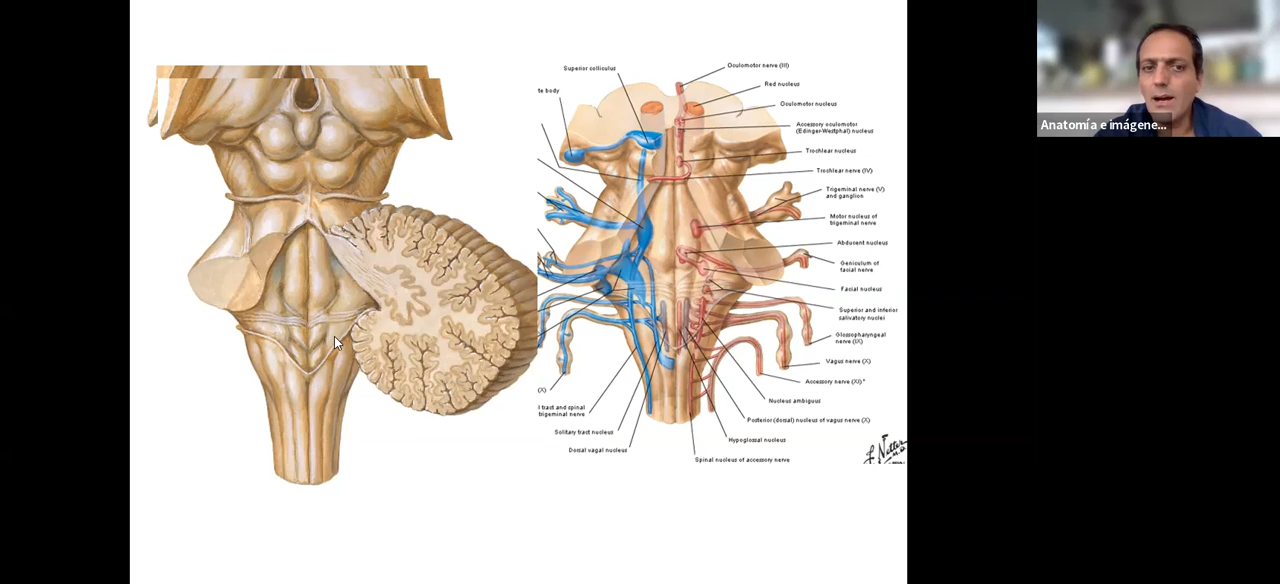 Superior colliculus
te body
Oculomotor nerve (III)
Red nucleus
Oculomotor nucleus
Accessory oculomotor
(Edinger-Westphal) nucleus
Trochlear nucleus
Trochlear nerve (IV)
Trigeminal nerve (V)
and ganglion
Motor nucleus of
trigeminal nerve
Abducent nucleus
Geniculum of
facial nerve
Facial nucleus
Superior and inferior
salivatory nuclei
Glossopharyngeal
nerve (IX)
Vagus nerve (X)
Accessory nerve (XI)*
Nucleus ambiguus
Posterior (dorsal) nucleus of vagus nerve (X)
Hypoglossal nucleus
Spinal nucleus of accessory nerve
(X)
l tract and spinal
trigeminal nerve
Solitary tract nucleus
Dorsal vagal nucleus
F. Netter
Anatomía e imágene...